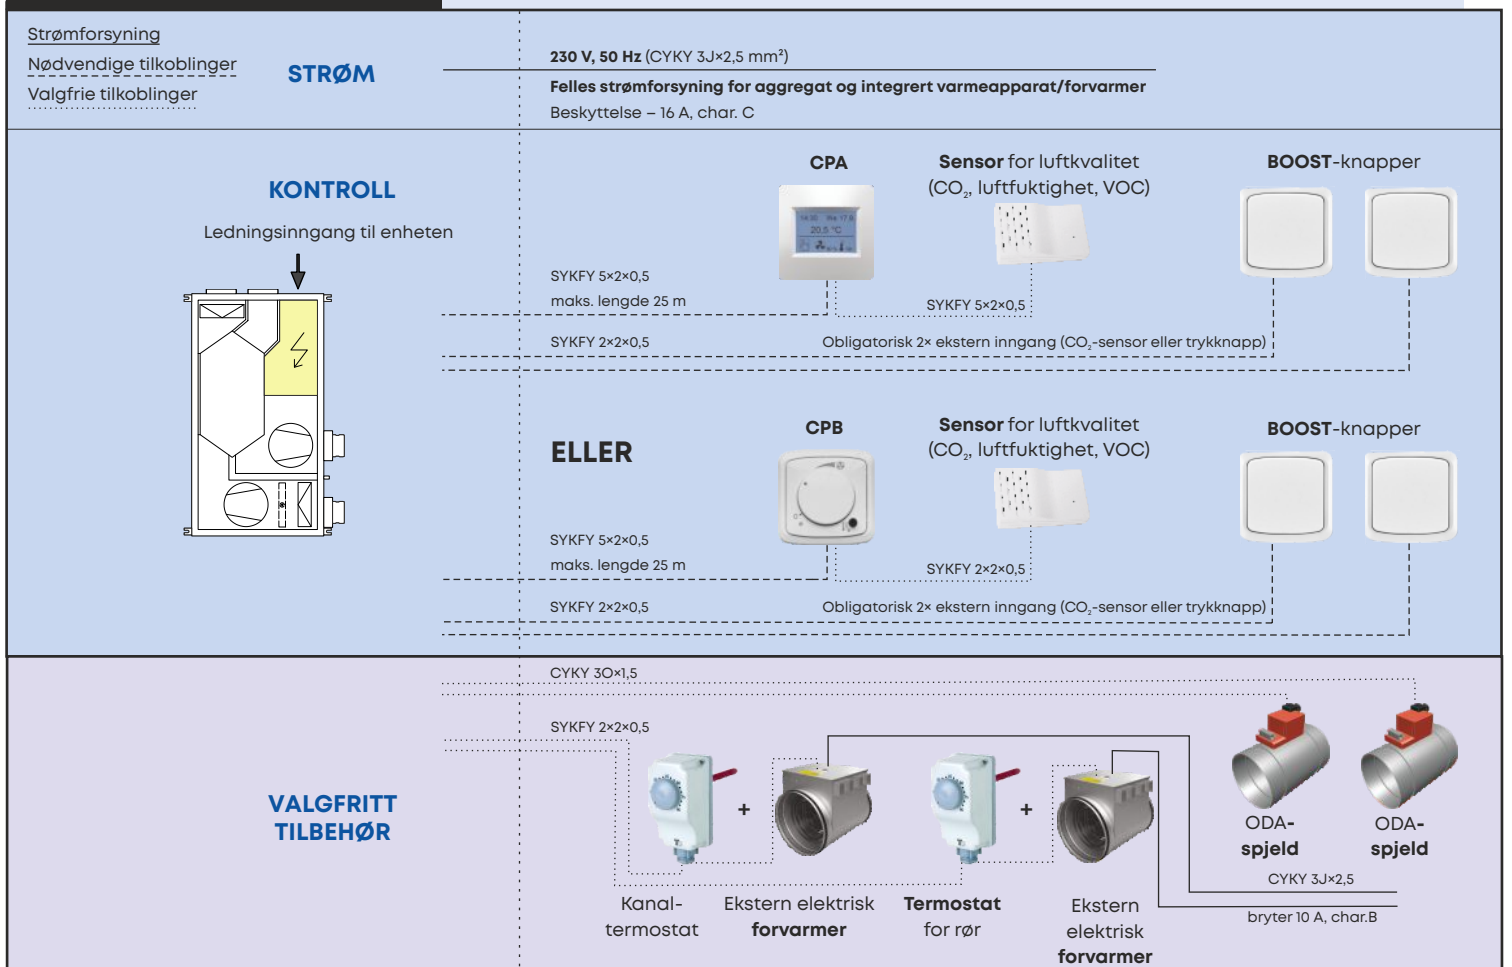 Strømforsyning
Nødvendige tilkoblinger
Valgfrie tilkoblinger
STRØM
230 V, 50 Hz (CYKY 3J×2,5 mm²)
Felles strømforsyning for aggregat og integrert varmeapparat/forvarmer
Beskyttelse – 16 A, char. C
KONTROLL
Ledningsinngang til enheten
CPA
Sensor for luftkvalitet
(CO₂, luftfuktighet, VOC)
BOOST-knapper
20,5 °C
SYKFY 5×2×0,5
maks. lengde 25 m
SYKFY 5×2×0,5
SYKFY 2×2×0,5
Obligatorisk 2× ekstern inngang (CO₂-sensor eller trykknapp)
ELLER
CPB
Sensor for luftkvalitet
(CO₂, luftfuktighet, VOC)
BOOST-knapper
SYKFY 5×2×0,5
maks. lengde 25 m
SYKFY 2×2×0,5
SYKFY 2×2×0,5
Obligatorisk 2× ekstern inngang (CO₂-sensor eller trykknapp)
VALGFRITT
TILBEHØR
CYKY 3O×1,5
SYKFY 2×2×0,5
+
+
Kanal-
termostat
Ekstern elektrisk
forvarmer
Termostat
for rør
Ekstern
elektrisk
forvarmer
ODA-
spjeld
ODA-
spjeld
CYKY 3J×2,5
bryter 10 A, char.B